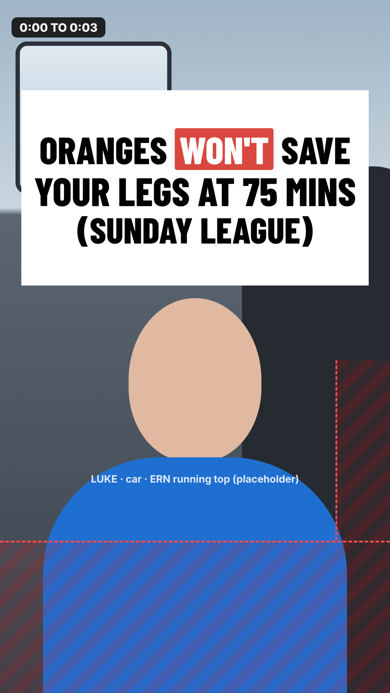 0:00 TO 0:03
ORANGES WON'T SAVE
YOUR LEGS AT 75 MINS
(SUNDAY LEAGUE)
LUKE · car · ERN running top (placeholder)